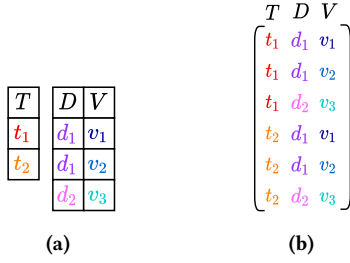 T D V
t₁ d₁ v₁
t₂ d₁ v₂
d₂ v₃
(a)
T D V
t₁ d₁ v₁
t₁ d₁ v₂
t₁ d₂ v₃
t₂ d₁ v₁
t₂ d₁ v₂
t₂ d₂ v₃
(b)